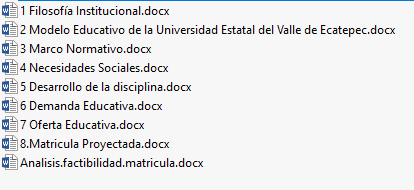 1 Filosofía Institucional.docx
2 Modelo Educativo de la Universidad Estatal del Valle de Ecatepec.docx
3 Marco Normativo.docx
4 Necesidades Sociales.docx
5 Desarrollo de la disciplina.docx
6 Demanda Educativa.docx
7 Oferta Educativa.docx
8.Matricula Proyectada.docx
Analisis.factibilidad.matricula.docx